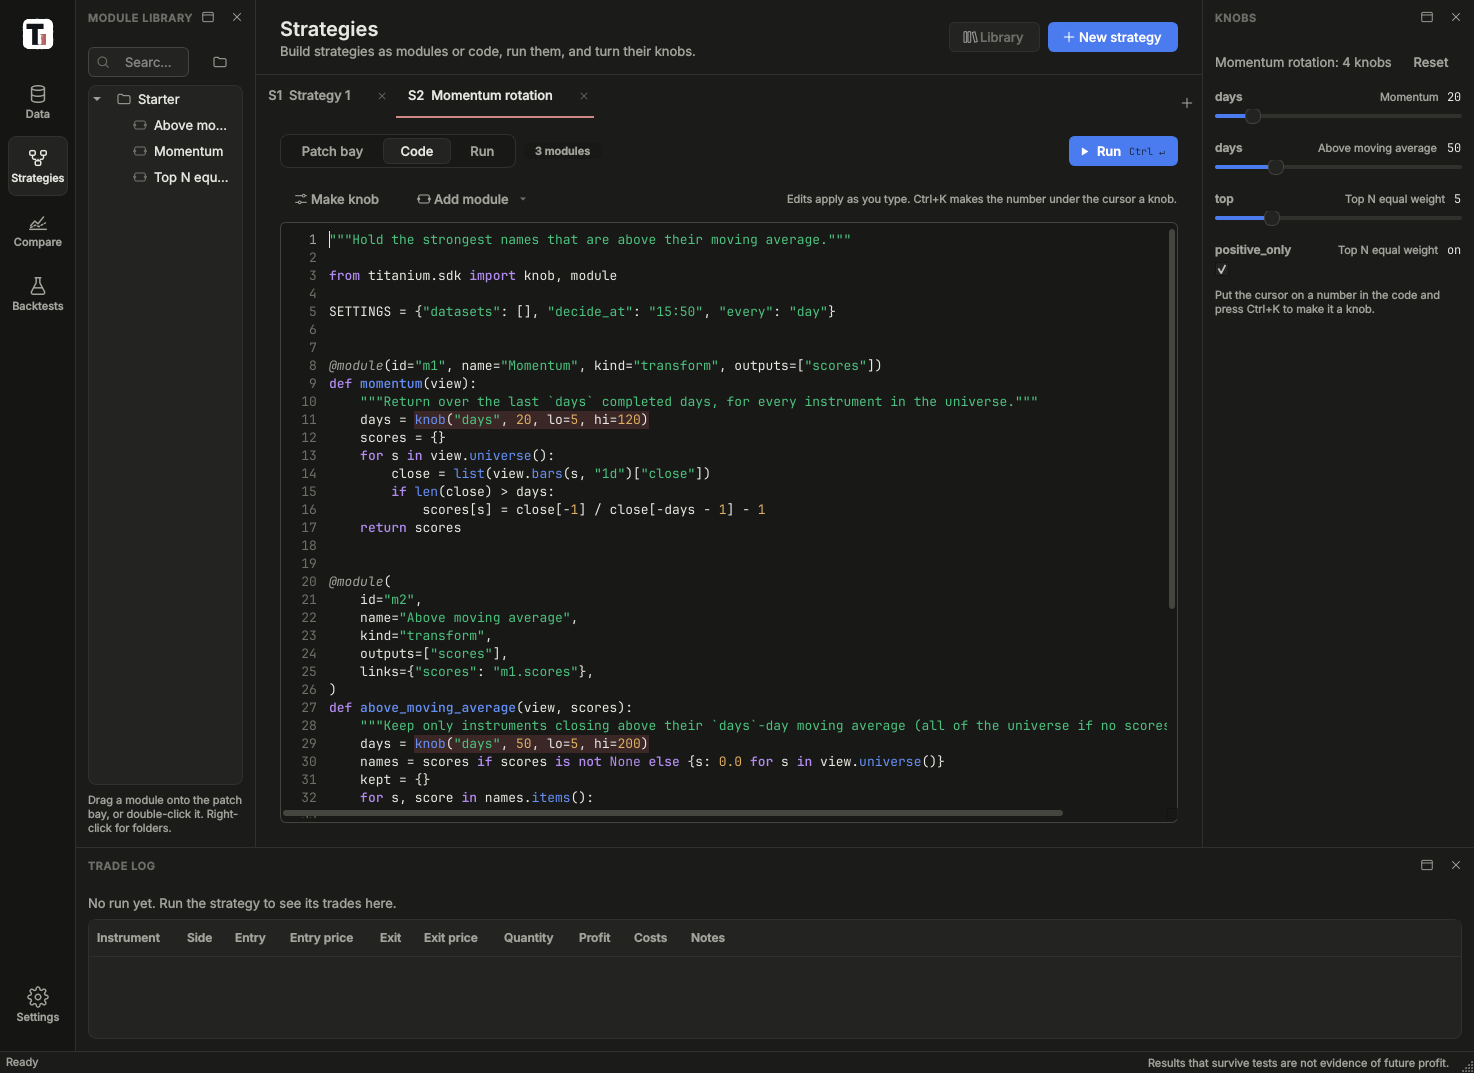 Ti
Data
Strategies
Compare
Backtests
Settings
MODULE LIBRARY
Searc...
Starter
Above mo...
Momentum
Top N equ...
Drag a module onto the patch
bay, or double-click it. Right-
click for folders.
Strategies
Build strategies as modules or code, run them, and turn their knobs.
Library
+ New strategy
S1 Strategy 1
S2 Momentum rotation
Patch bay
Code
Run
3 modules
Run Ctrl ↵
Make knob
Add module
Edits apply as you type. Ctrl+K makes the number under the cursor a knob.
1 """Hold the strongest names that are above their moving average."""
2
3 from titanium.sdk import knob, module
4
5 SETTINGS = {"datasets": [], "decide_at": "15:50", "every": "day"}
6
7
8 @module(id="m1", name="Momentum", kind="transform", outputs=["scores"])
9 def momentum(view):
10     """Return over the last `days` completed days, for every instrument in the universe."""
11     days = knob("days", 20, lo=5, hi=120)
12     scores = {}
13     for s in view.universe():
14         close = list(view.bars(s, "1d")["close"])
15         if len(close) > days:
16             scores[s] = close[-1] / close[-days - 1] - 1
17     return scores
18
19
20 @module(
21     id="m2",
22     name="Above moving average",
23     kind="transform",
24     outputs=["scores"],
25     links={"scores": "m1.scores"},
26 )
27 def above_moving_average(view, scores):
28     """Keep only instruments closing above their `days`-day moving average (all of the universe if no scores
29     days = knob("days", 50, lo=5, hi=200)
30     names = scores if scores is not None else {s: 0.0 for s in view.universe()}
31     kept = {}
32     for s, score in names.items():
KNOBS
Momentum rotation: 4 knobs Reset
days Momentum 20
days Above moving average 50
top Top N equal weight 5
positive_only Top N equal weight on
Put the cursor on a number in the code and
press Ctrl+K to make it a knob.
TRADE LOG
No run yet. Run the strategy to see its trades here.
Instrument Side Entry Entry price Exit Exit price Quantity Profit Costs Notes
Ready
Results that survive tests are not evidence of future profit.